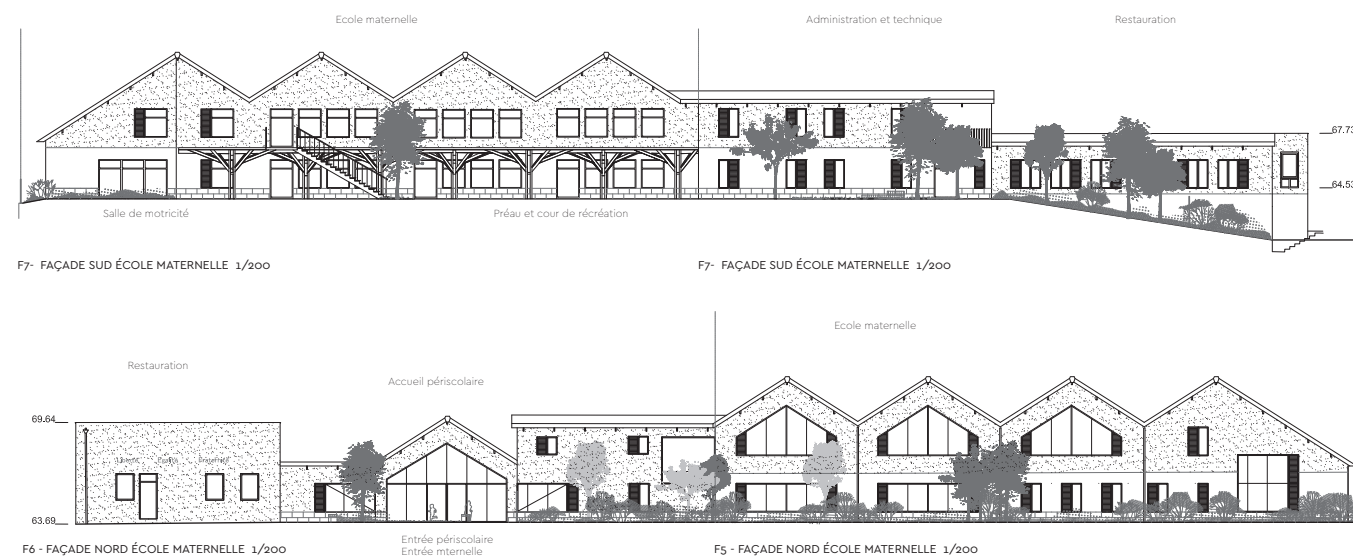 Ecole maternelle
Administration et technique
Restauration
67.73
64.53
Salle de motricité
Préau et cour de récréation
F7- FAÇADE SUD ÉCOLE MATERNELLE 1/200
F7- FAÇADE SUD ÉCOLE MATERNELLE 1/200
Ecole maternelle
Restauration
Accueil périscolaire
69.64
63.69
Entrée périscolaire
Entrée mternelle
F6 - FAÇADE NORD ÉCOLE MATERNELLE 1/200
F5 - FAÇADE NORD ÉCOLE MATERNELLE 1/200